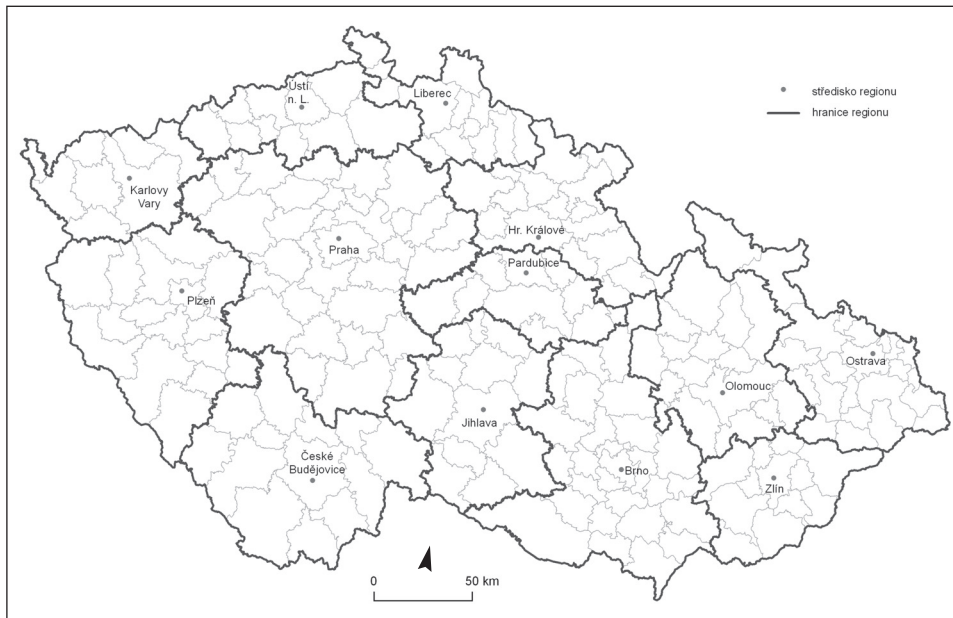 Ústí
n. L.
Liberec
středisko regionu
hranice regionu
Karlovy
Vary
Praha
Hr. Králové
Pardubice
Plzeň
Ostrava
Olomouc
Jihlava
České
Budějovice
Brno
Zlín
0
50 km